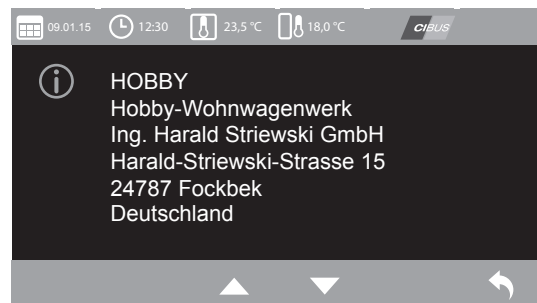 09.01.15 12:30 23,5 °C 18,0 °C CIBUS
HOBBY
Hobby-Wohnwagenwerk
Ing. Harald Striewski GmbH
Harald-Striewski-Strasse 15
24787 Fockbek
Deutschland